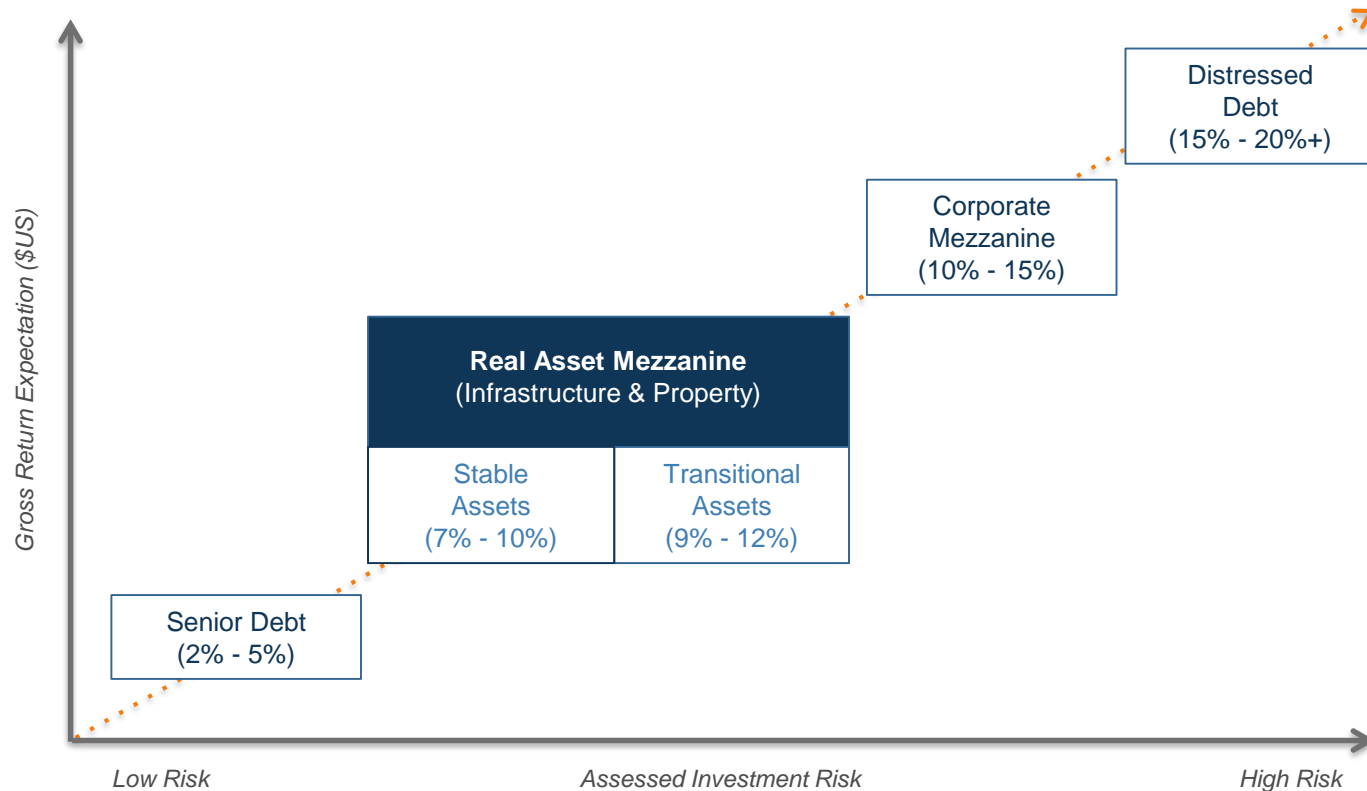 Distressed
Debt
(15% - 20%+)
Corporate
Mezzanine
(10% - 15%)
Real Asset Mezzanine
(Infrastructure & Property)
Stable
Assets
(7% - 10%)
Transitional
Assets
(9% - 12%)
Senior Debt
(2% - 5%)
Gross Return Expectation ($US)
Low Risk
Assessed Investment Risk
High Risk